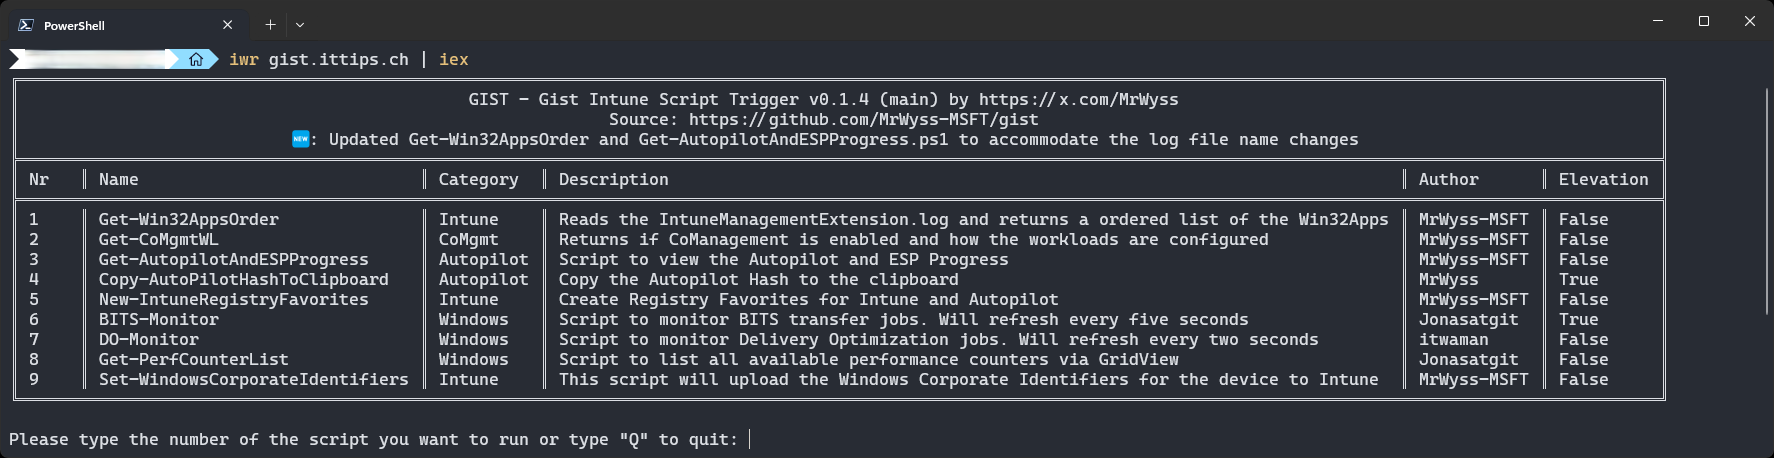 PowerShell
iwr gist.ittips.ch | iex
GIST - Gist Intune Script Trigger v0.1.4 (main) by https://x.com/MrWyss
Source: https://github.com/MrWyss-MSFT/gist
NEW: Updated Get-Win32AppsOrder and Get-AutopilotAndESPProgress.ps1 to accommodate the log file name changes
Nr Name Category Description Author Elevation
1 Get-Win32AppsOrder Intune Reads the IntuneManagementExtension.log and returns a ordered list of the Win32Apps MrWyss-MSFT False
2 Get-CoMgmtWL CoMgmt Returns if CoManagement is enabled and how the workloads are configured MrWyss-MSFT False
3 Get-AutopilotAndESPProgress Autopilot Script to view the Autopilot and ESP Progress MrWyss-MSFT False
4 Copy-AutoPilotHashToClipboard Autopilot Copy the Autopilot Hash to the clipboard MrWyss True
5 New-IntuneRegistryFavorites Intune Create Registry Favorites for Intune and Autopilot MrWyss-MSFT False
6 BITS-Monitor Windows Script to monitor BITS transfer jobs. Will refresh every five seconds Jonasatgit True
7 DO-Monitor Windows Script to monitor Delivery Optimization jobs. Will refresh every two seconds itwaman False
8 Get-PerfCounterList Windows Script to list all available performance counters via GridView Jonasatgit False
9 Set-WindowsCorporateIdentifiers Intune This script will upload the Windows Corporate Identifiers for the device to Intune MrWyss-MSFT False
Please type the number of the script you want to run or type "Q" to quit: